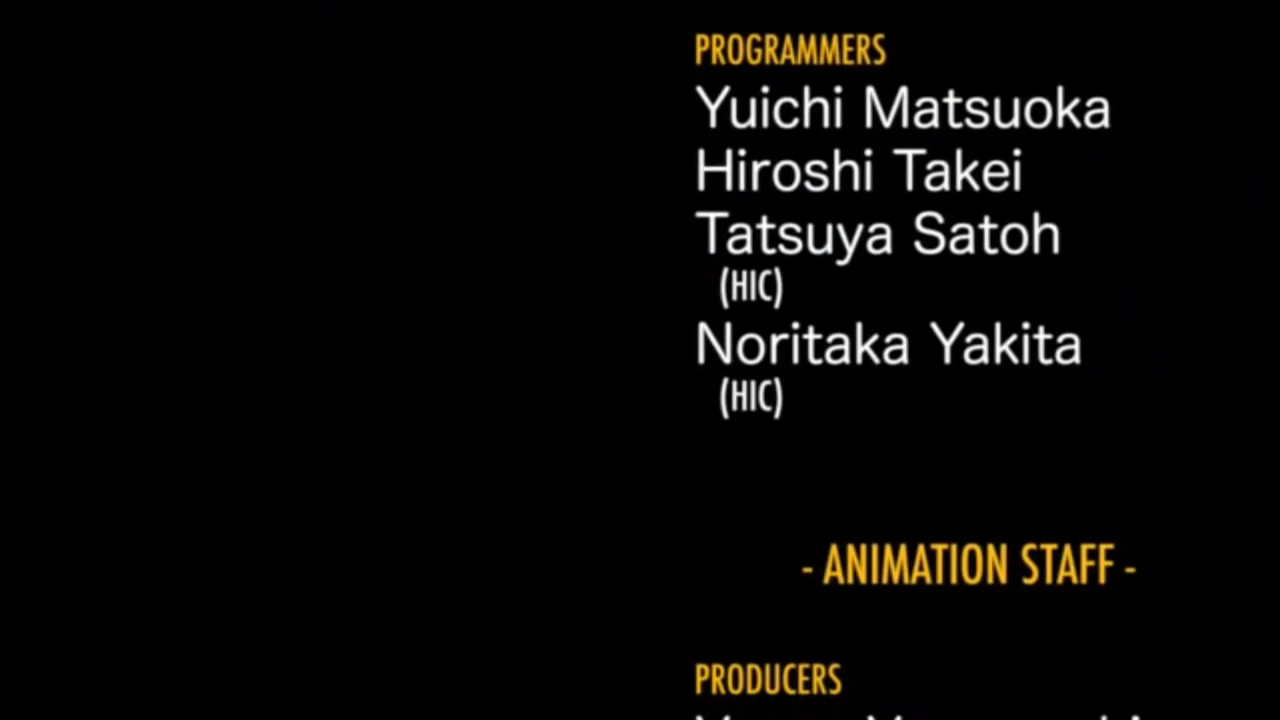 PROGRAMMERS
Yuichi Matsuoka
Hiroshi Takei
Tatsuya Satoh
(HIC)
Noritaka Yakita
(HIC)
- ANIMATION STAFF -
PRODUCERS